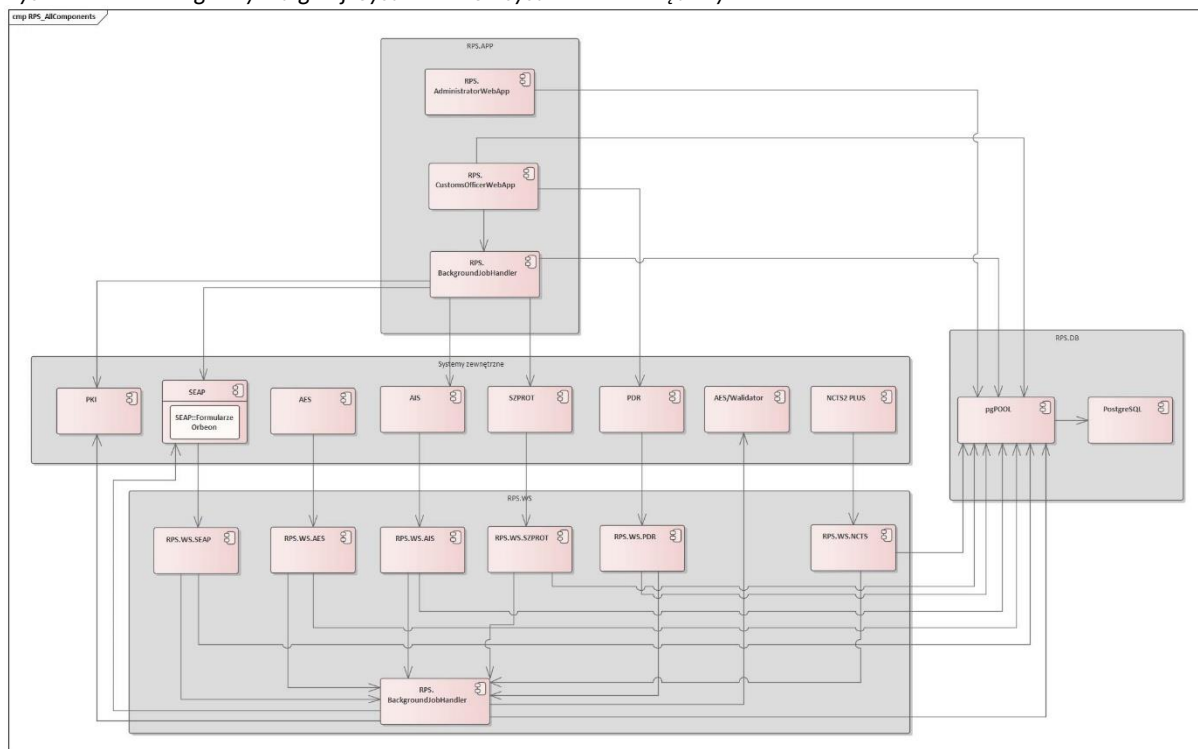 cmp RPS_AllComponents
RPS.APP
RPS.
AdministratorWebApp
RPS.
CustomsOfficerWebApp
RPS.
BackgroundJobHandler
RPS.DB
pgPOOL
PostgreSQL
Systemy zewnętrzne
PKI
SEAP
SEAP::Formularze
Orbeon
AES
AIS
SZPROT
PDR
AES/Walidator
NCTS2 PLUS
RPS.WS
RPS.WS.SEAP
RPS.WS.AES
RPS.WS.AIS
RPS.WS.SZPROT
RPS.WS.PDR
RPS.WS.NCTS
RPS.
BackgroundJobHandler